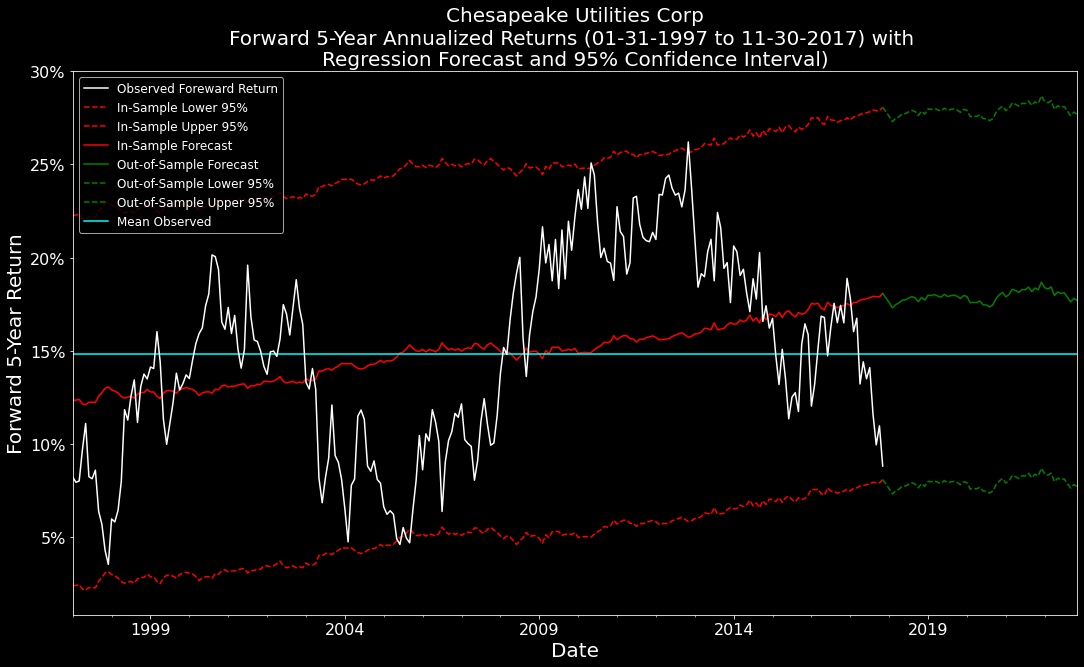 Chesapeake Utilities Corp
Forward 5-Year Annualized Returns (01-31-1997 to 11-30-2017) with
Regression Forecast and 95% Confidence Interval)
30%
25%
20%
15%
10%
5%
Forward 5-Year Return
Observed Foreward Return
In-Sample Lower 95%
In-Sample Upper 95%
In-Sample Forecast
Out-of-Sample Forecast
Out-of-Sample Lower 95%
Out-of-Sample Upper 95%
Mean Observed
1999
2004
2009
2014
2019
Date